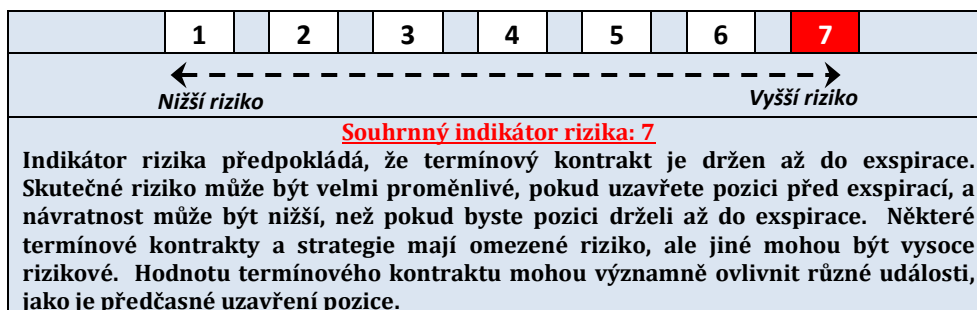 1 2 3 4 5 6 7
Nižší riziko Vyšší riziko
Souhrnný indikátor rizika: 7
Indikátor rizika předpokládá, že termínový kontrakt je držen až do exspirace.
Skutečné riziko může být velmi proměnlivé, pokud uzavřete pozici před exspirací, a
návratnost může být nižší, než pokud byste pozici drželi až do exspirace. Některé
termínové kontrakty a strategie mají omezené riziko, ale jiné mohou být vysoce
rizikové. Hodnotu termínového kontraktu mohou významně ovlivnit různé události,
jako je předčasné uzavření pozice.